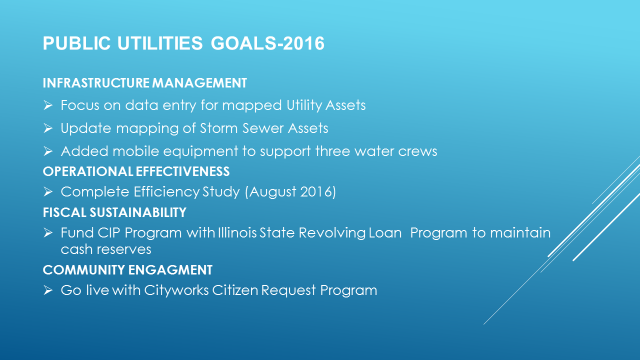 PUBLIC UTILITIES GOALS-2016
INFRASTRUCTURE MANAGEMENT
➢ Focus on data entry for mapped Utility Assets
➢ Update mapping of Storm Sewer Assets
➢ Added mobile equipment to support three water crews
OPERATIONAL EFFECTIVENESS
➢ Complete Efficiency Study (August 2016)
FISCAL SUSTAINABILITY
➢ Fund CIP Program with Illinois State Revolving Loan Program to maintain
cash reserves
COMMUNITY ENGAGMENT
➢ Go live with Cityworks Citizen Request Program